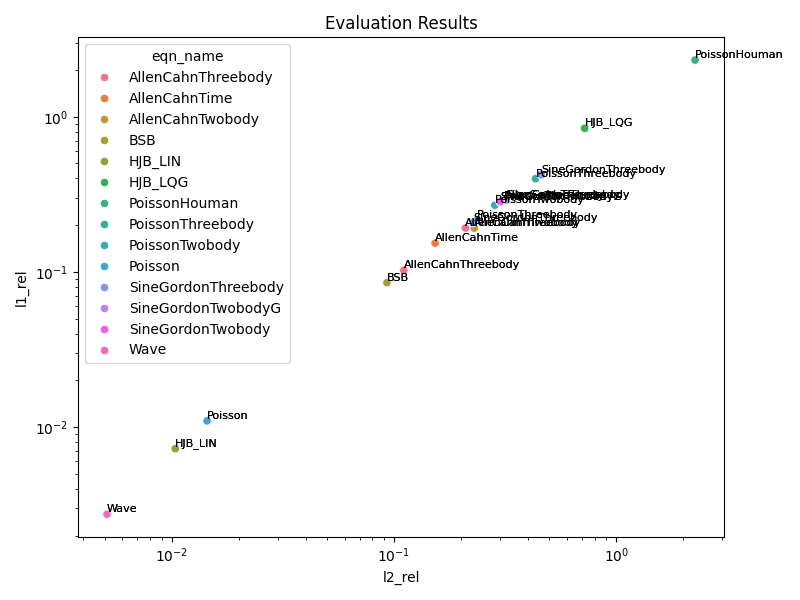 Evaluation Results
eqn_name
AllenCahnThreebody
AllenCahnTime
AllenCahnTwobody
BSB
HJB_LIN
HJB_LQG
PoissonHouman
PoissonThreebody
PoissonTwobody
Poisson
SineGordonThreebody
SineGordonTwobodyG
SineGordonTwobody
Wave
PoissonHouman
HJB_LQG
SineGordonThreebody
PoissonThreebody
PoissonTwobody
PoissonThreebody
AllenCahnTime
AllenCahnThreebody
BSB
Poisson
HJB_LIN
Wave
10⁰
10⁻¹
10⁻²
l1_rel
10⁻²
10⁻¹
10⁰
l2_rel